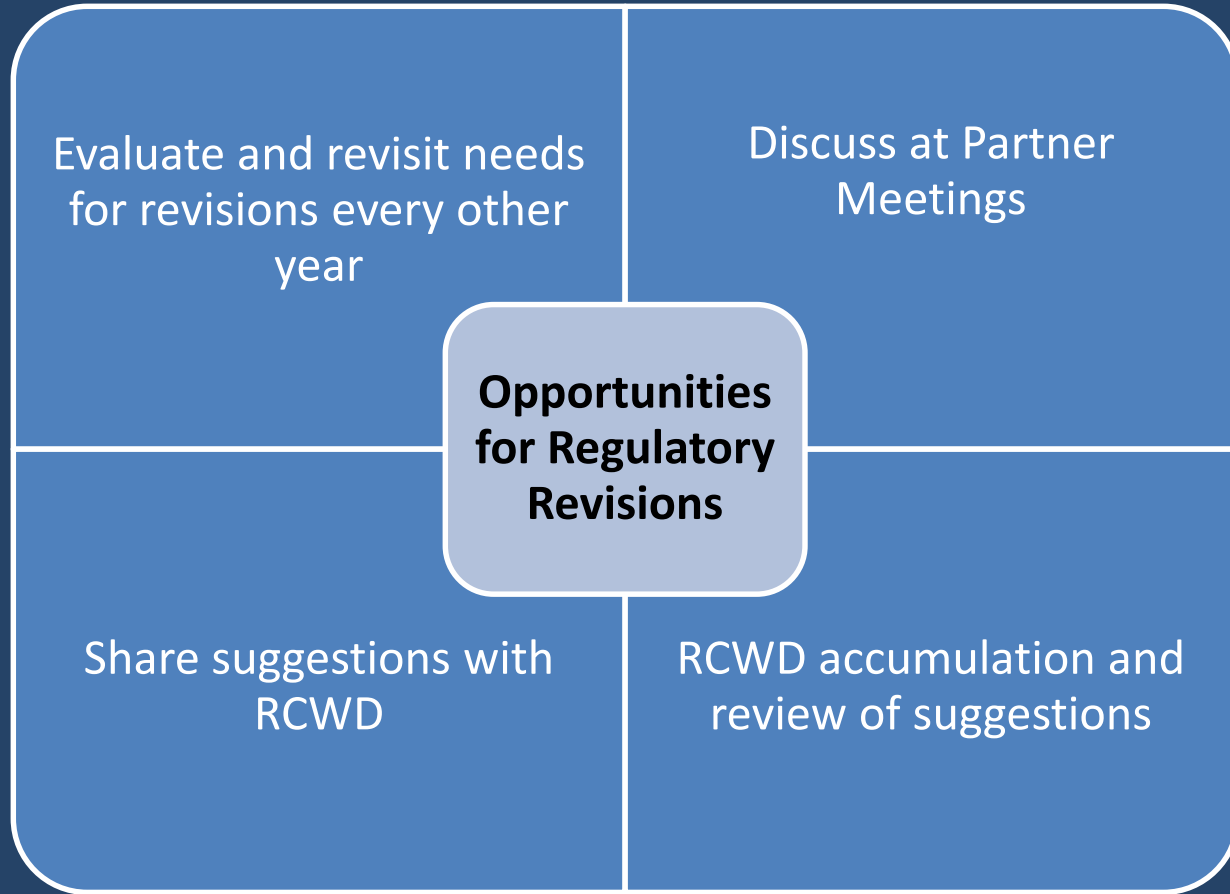 Evaluate and revisit needs
for revisions every other
year
Discuss at Partner
Meetings
Opportunities
for Regulatory
Revisions
Share suggestions with
RCWD
RCWD accumulation and
review of suggestions